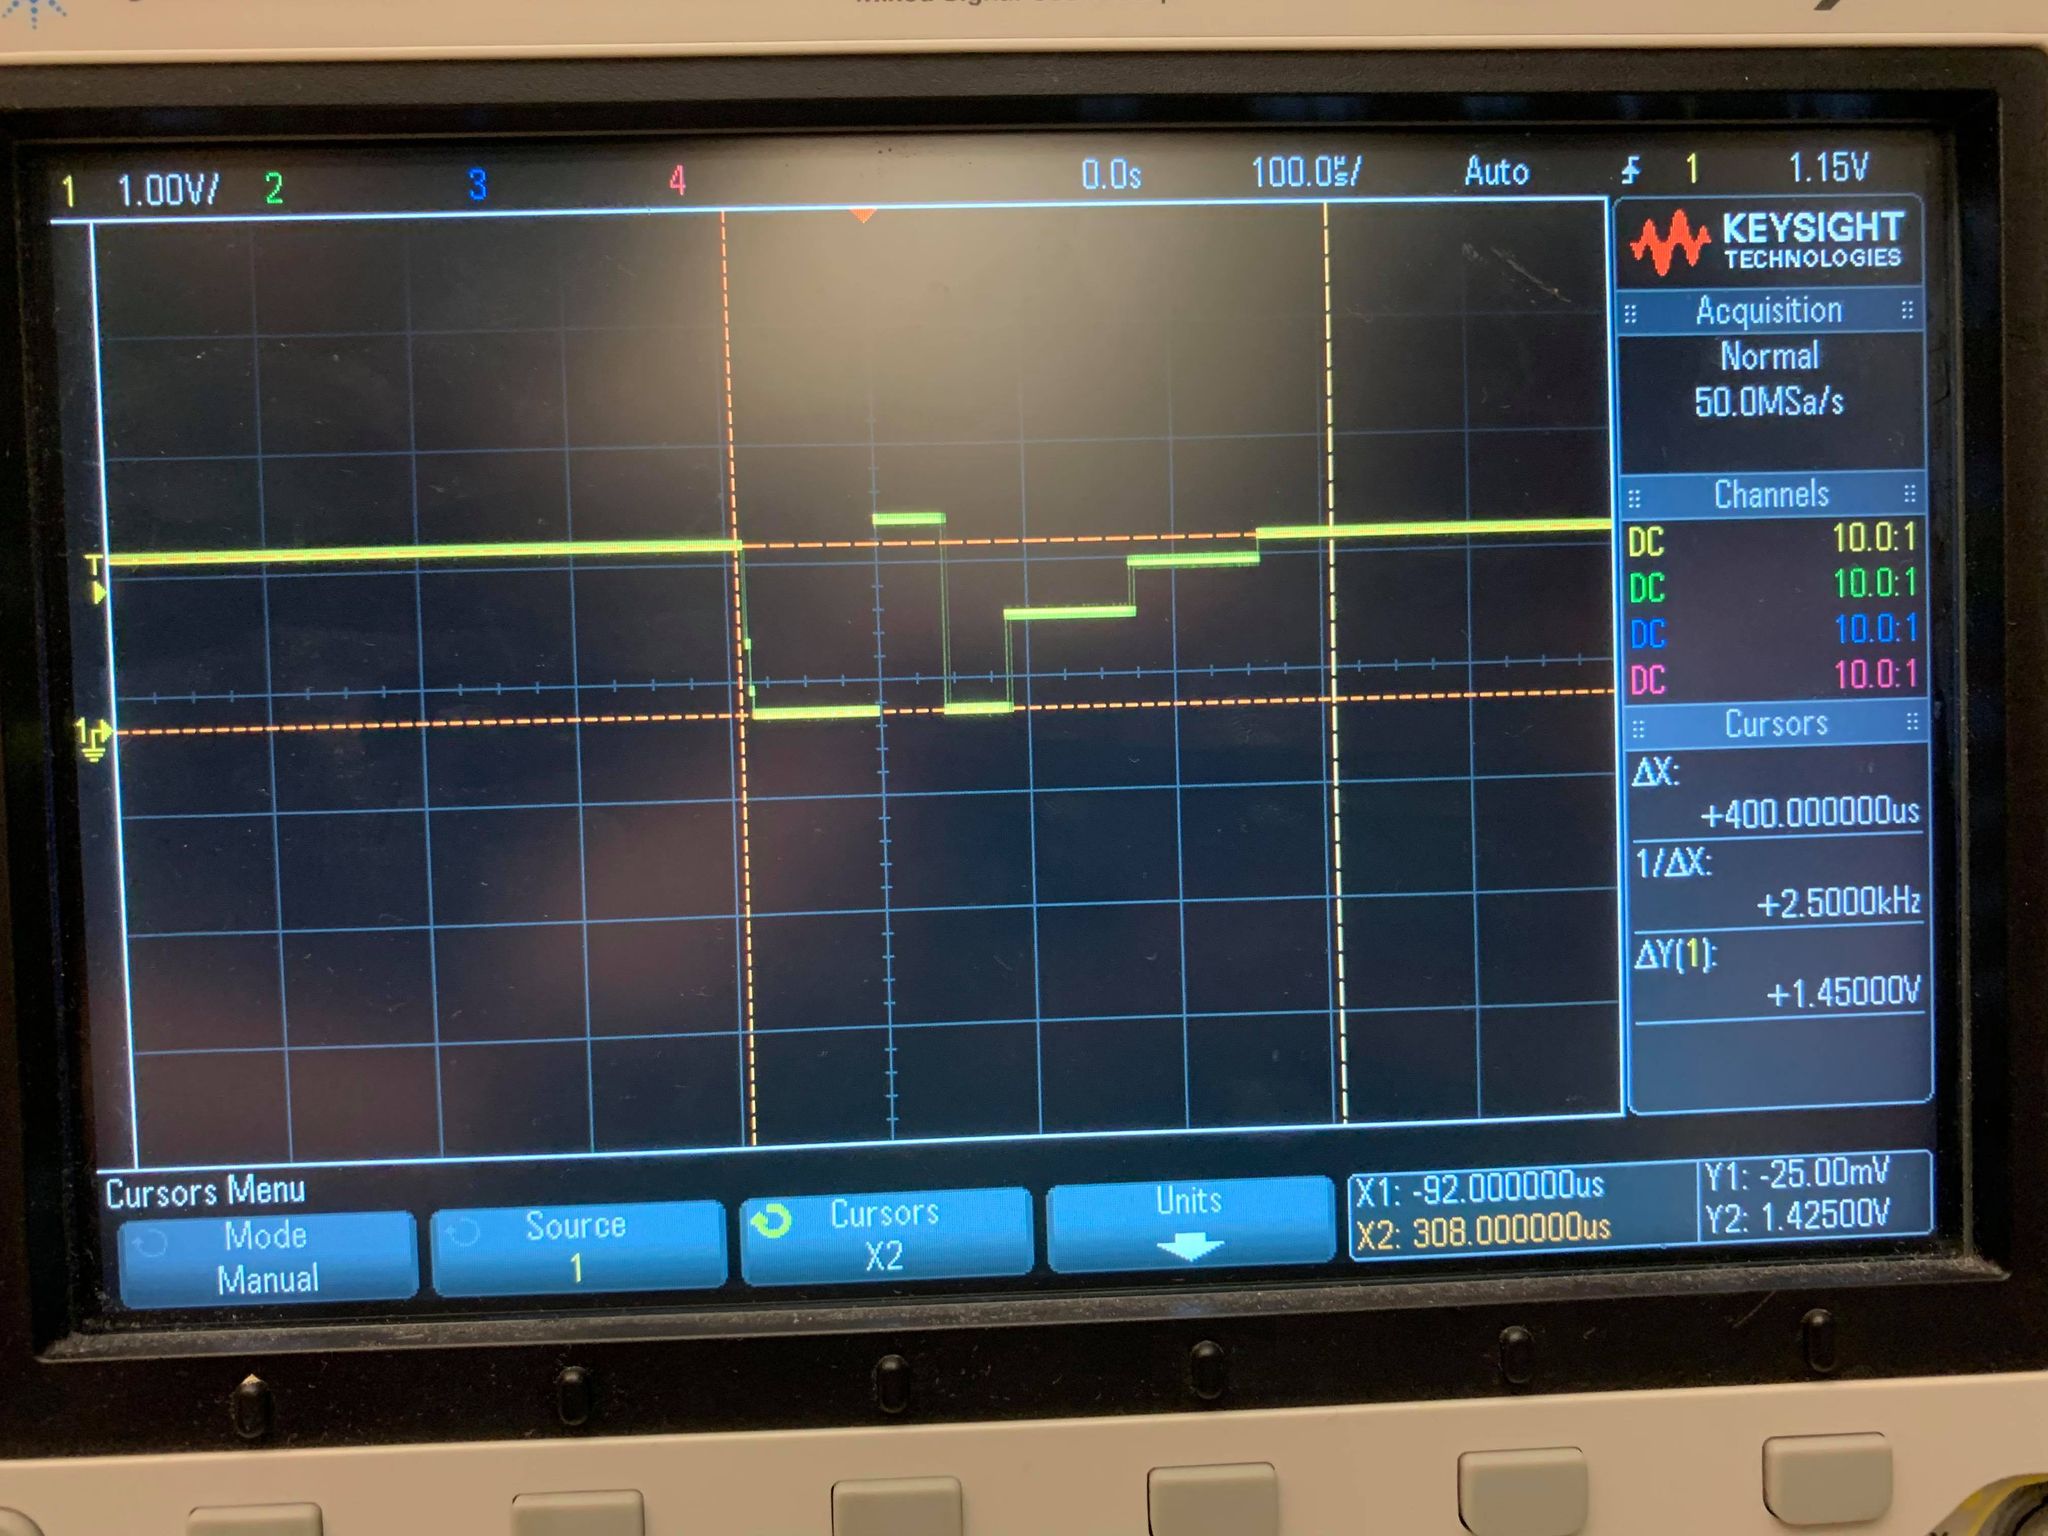 1 1.00V/ 2 3 4 0.0s 100.0µs/ Auto 1 1.15V
KEYSIGHT
TECHNOLOGIES
Acquisition
Normal
50.0MSa/s
Channels
DC 10.0:1
DC 10.0:1
DC 10.0:1
DC 10.0:1
Cursors
ΔX:
+400.000000us
1/ΔX:
+2.5000kHz
ΔY(1):
+1.45000V
T
1
Cursors Menu
Mode
Manual
Source
1
Cursors
X2
Units
X1: -92.000000us
X2: 308.000000us
Y1: -25.00mV
Y2: 1.42500V